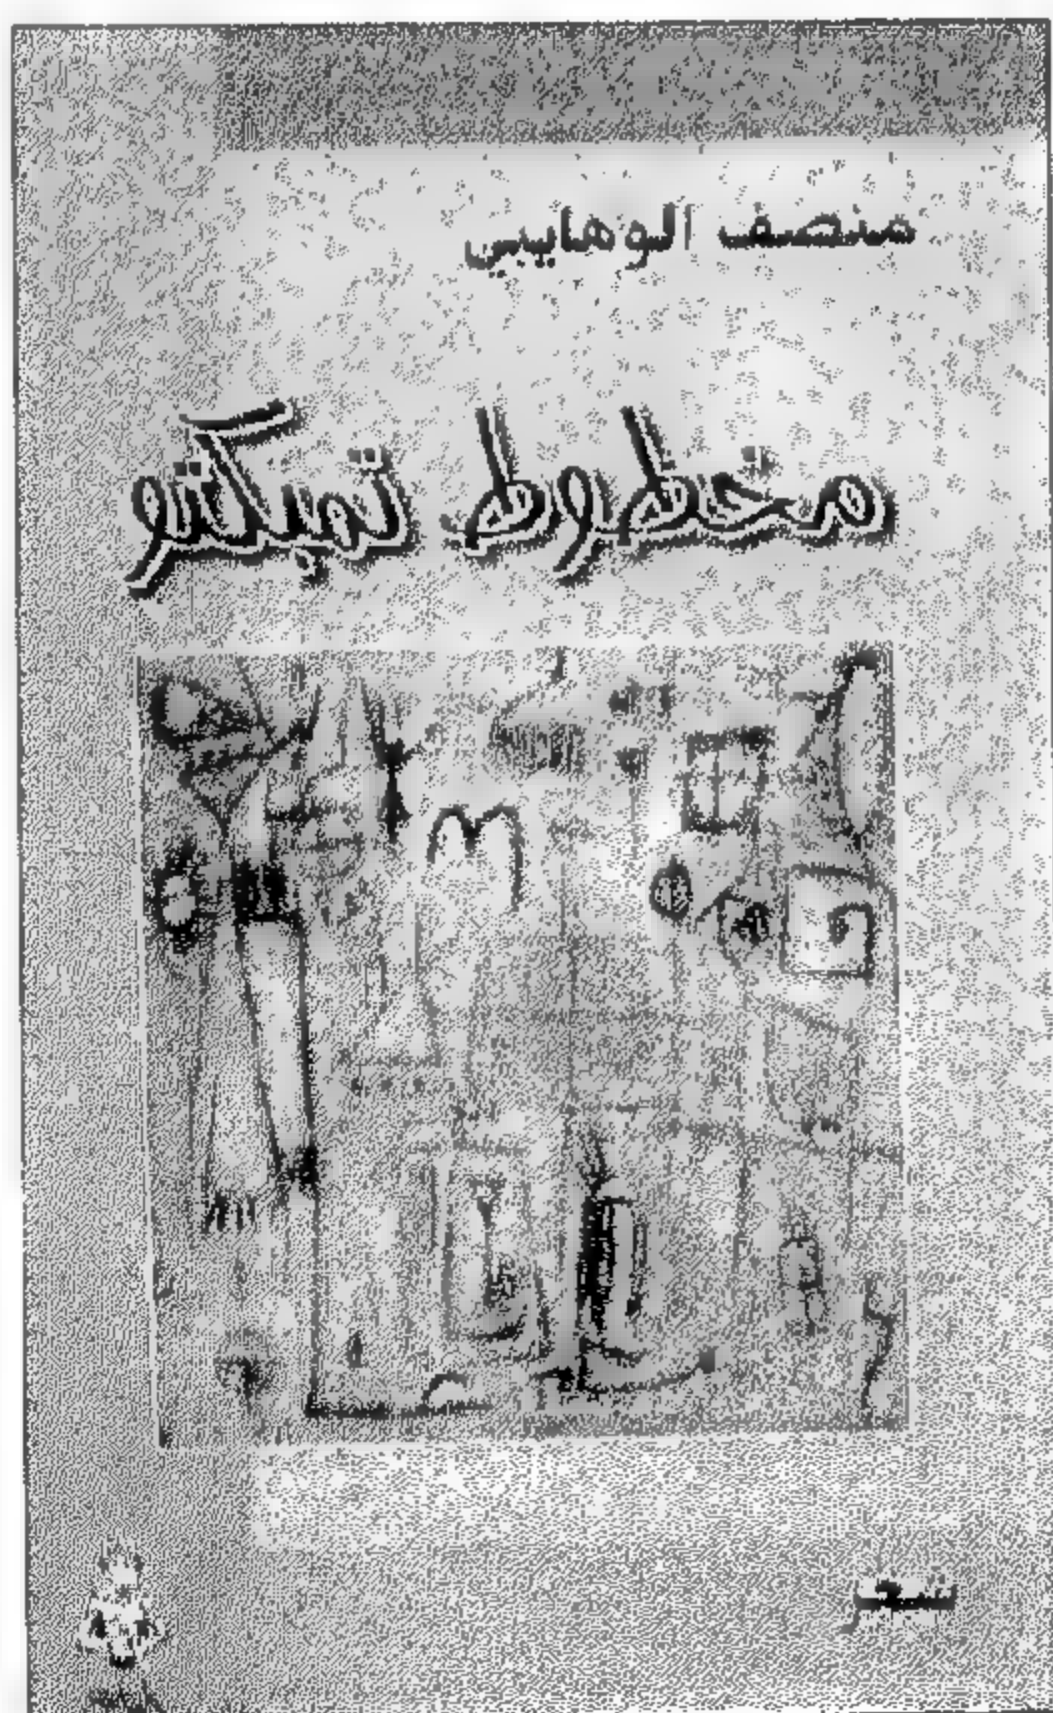 منصف الوهايبي
مخطوط تمبكتو
شعر